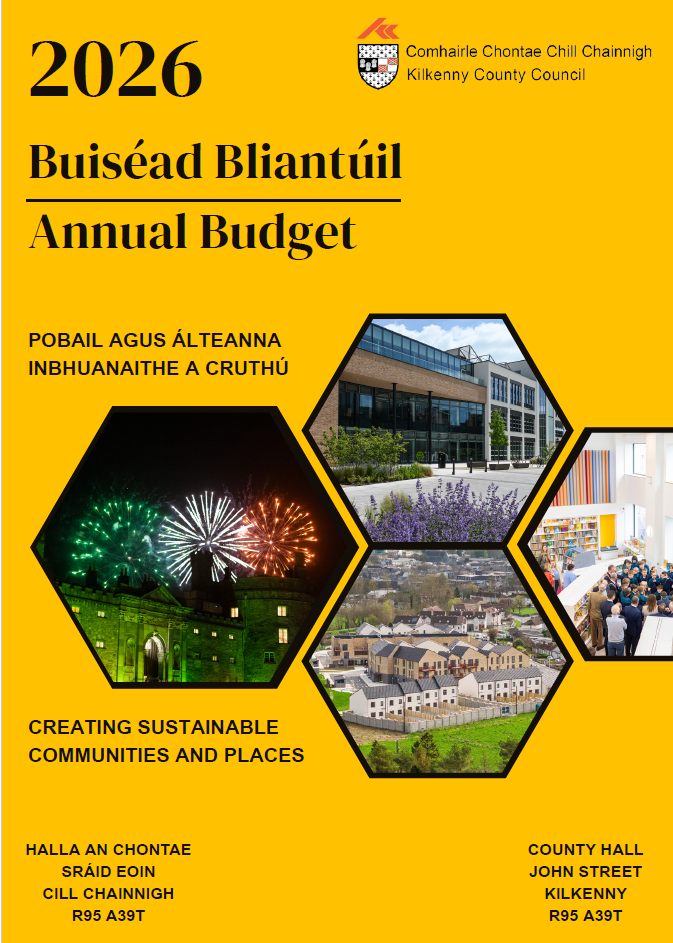 2026
Comhairle Chontae Chill Chainnigh
Kilkenny County Council
Buiséad Bliantúil
Annual Budget
POBAIL AGUS ÁLTEANNA
INBHUANAITHE A CRUTHÚ
CREATING SUSTAINABLE
COMMUNITIES AND PLACES
HALLA AN CHONTAE
SRÁID EOIN
CILL CHAINNIGH
R95 A39T
COUNTY HALL
JOHN STREET
KILKENNY
R95 A39T